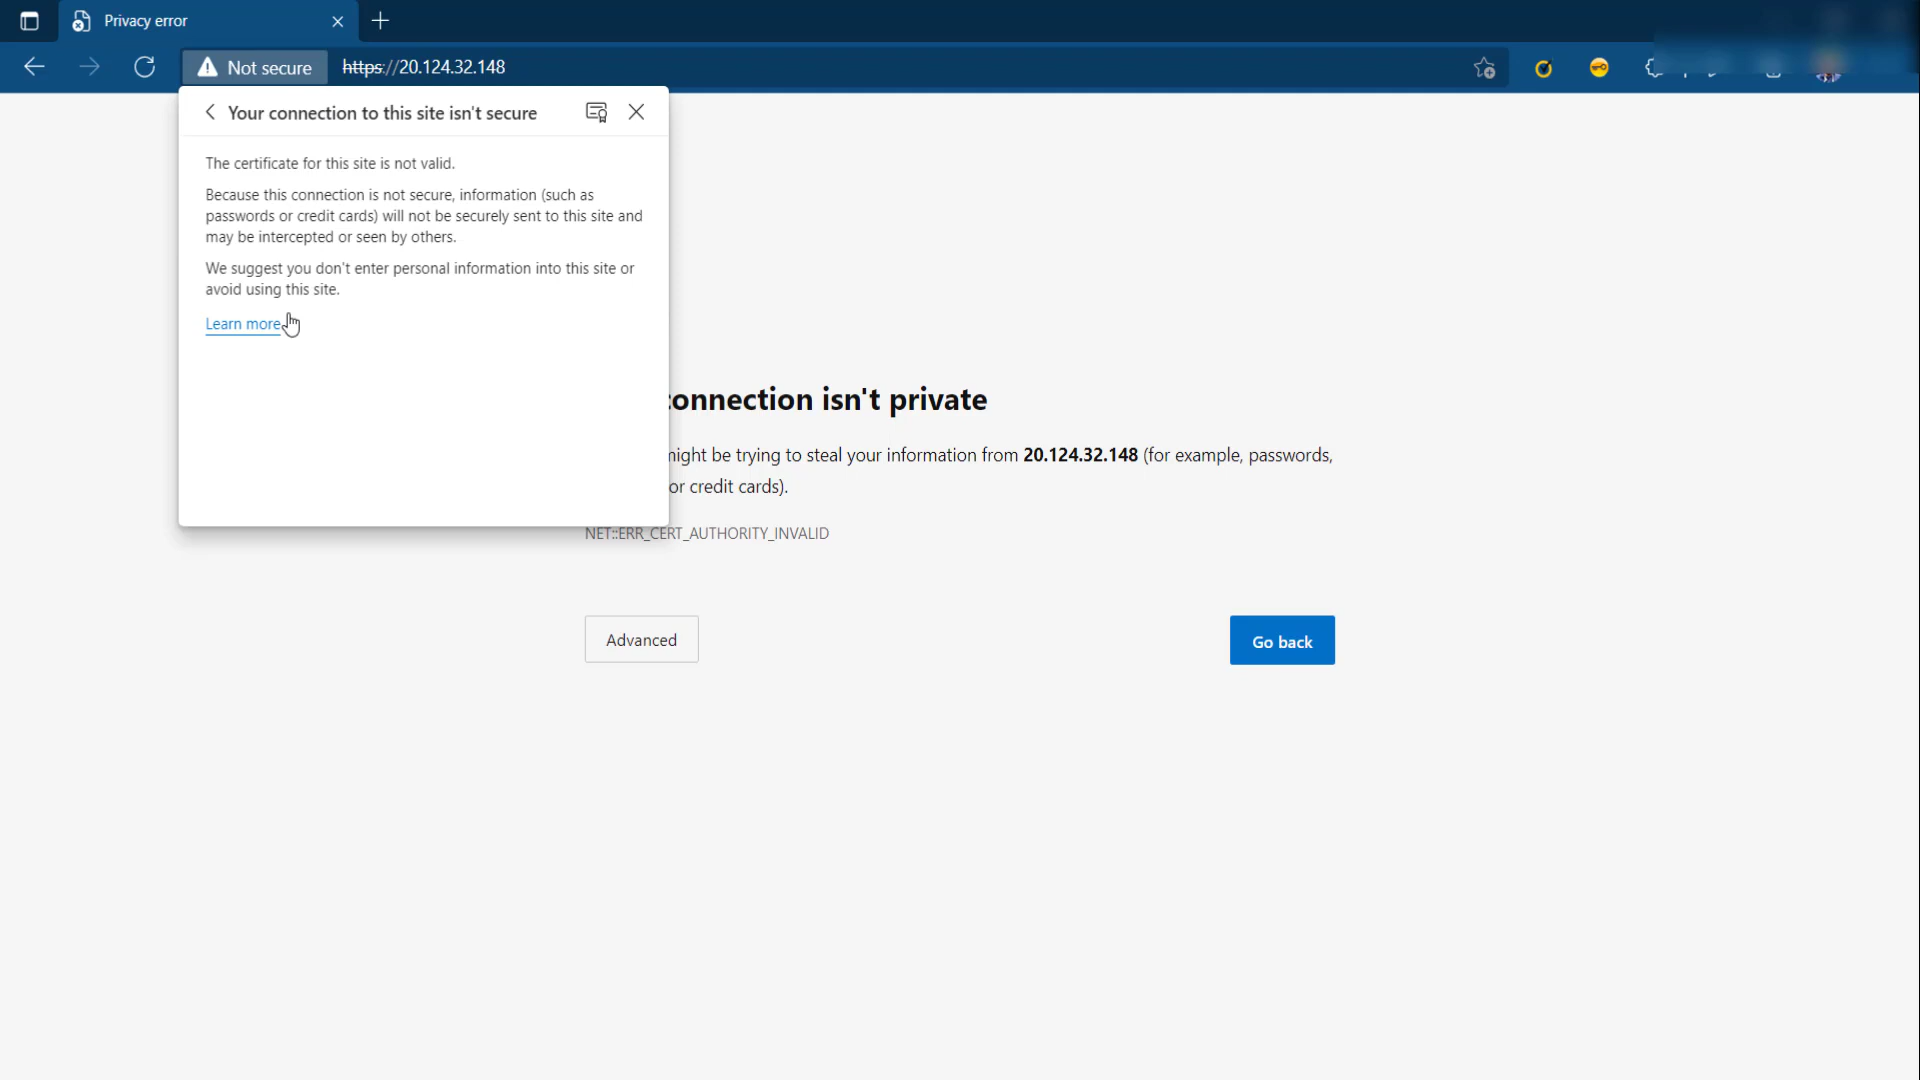 Privacy error
Not secure
https://20.124.32.148
Your connection to this site isn't secure
The certificate for this site is not valid.
Because this connection is not secure, information (such as
passwords or credit cards) will not be securely sent to this site and
may be intercepted or seen by others.
We suggest you don't enter personal information into this site or
avoid using this site.
Learn more
connection isn't private
might be trying to steal your information from 20.124.32.148 (for example, passwords,
or credit cards).
NET::ERR_CERT_AUTHORITY_INVALID
Advanced
Go back